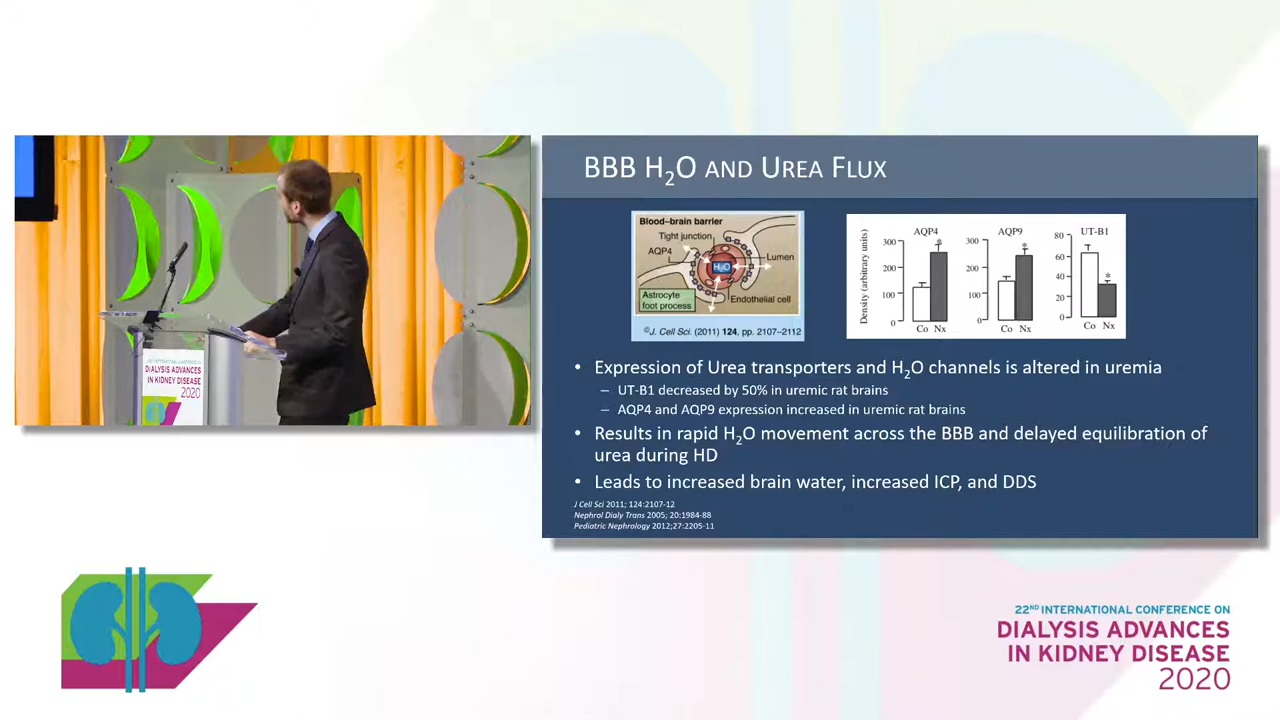 22ND INTERNATIONAL CONFERENCE ON
DIALYSIS ADVANCES
IN KIDNEY DISEASE
2020
BBB H2O AND UREA FLUX
Blood–brain barrier
Tight junction
AQP4
Lumen
H2O
Astrocyte
foot process
Endothelial cell
©J. Cell Sci. (2011) 124, pp. 2107–2112
Density (arbitrary units)
AQP4
300
200
100
0
*
Co Nx
AQP9
300
200
100
0
*
Co Nx
UT-B1
80
60
40
20
0
*
Co Nx
• Expression of Urea transporters and H2O channels is altered in uremia
– UT-B1 decreased by 50% in uremic rat brains
– AQP4 and AQP9 expression increased in uremic rat brains
• Results in rapid H2O movement across the BBB and delayed equilibration of
urea during HD
• Leads to increased brain water, increased ICP, and DDS
J Cell Sci 2011; 124:2107-12
Nephrol Dialy Trans 2005; 20:1984-88
Pediatric Nephrology 2012;27:2205-11
22ND INTERNATIONAL CONFERENCE ON
DIALYSIS ADVANCES
IN KIDNEY DISEASE
2020